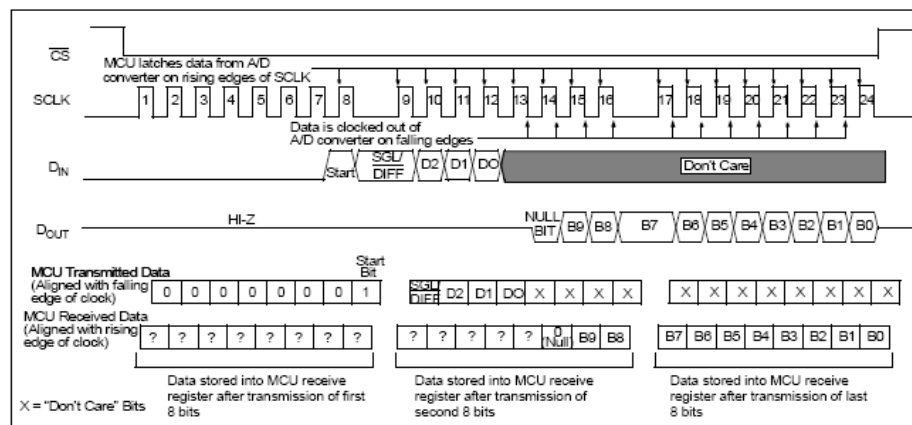 CS
MCU latches data from A/D
converter on rising edges of SCLK
SCLK
1 2 3 4 5 6 7 8 9 10 11 12 13 14 15 16 17 18 19 20 21 22 23 24
Data is clocked out of
A/D converter on falling edges
DIN
Start SGL/DIFF D2 D1 DO Don't Care
HI-Z
DOUT
NULL BIT B9 B8 B7 B6 B5 B4 B3 B2 B1 B0
MCU Transmitted Data
(Aligned with falling
edge of clock)
Start
Bit
0 0 0 0 0 0 0 1
SGL/DIFF D2 D1 DO X X X X
X X X X X X X X
MCU Received Data
(Aligned with rising
edge of clock)
? ? ? ? ? ? ? ?
? ? ? ? ? 0 (Null) B9 B8
B7 B6 B5 B4 B3 B2 B1 B0
X = "Don't Care" Bits
Data stored into MCU receive
register after transmission of first
8 bits
Data stored into MCU receive
register after transmission of
second 8 bits
Data stored into MCU receive
register after transmission of last
8 bits